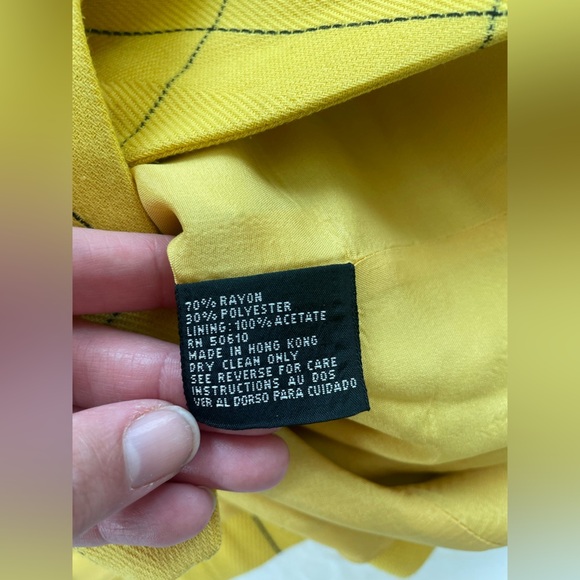 70% RAYON
30% POLYESTER
LINING: 100% ACETATE
RN 50610
MADE IN HONG KONG
DRY CLEAN ONLY
SEE REVERSE FOR CARE
INSTRUCTIONS AU DOS
VER AL DORSO PARA CUIDADO